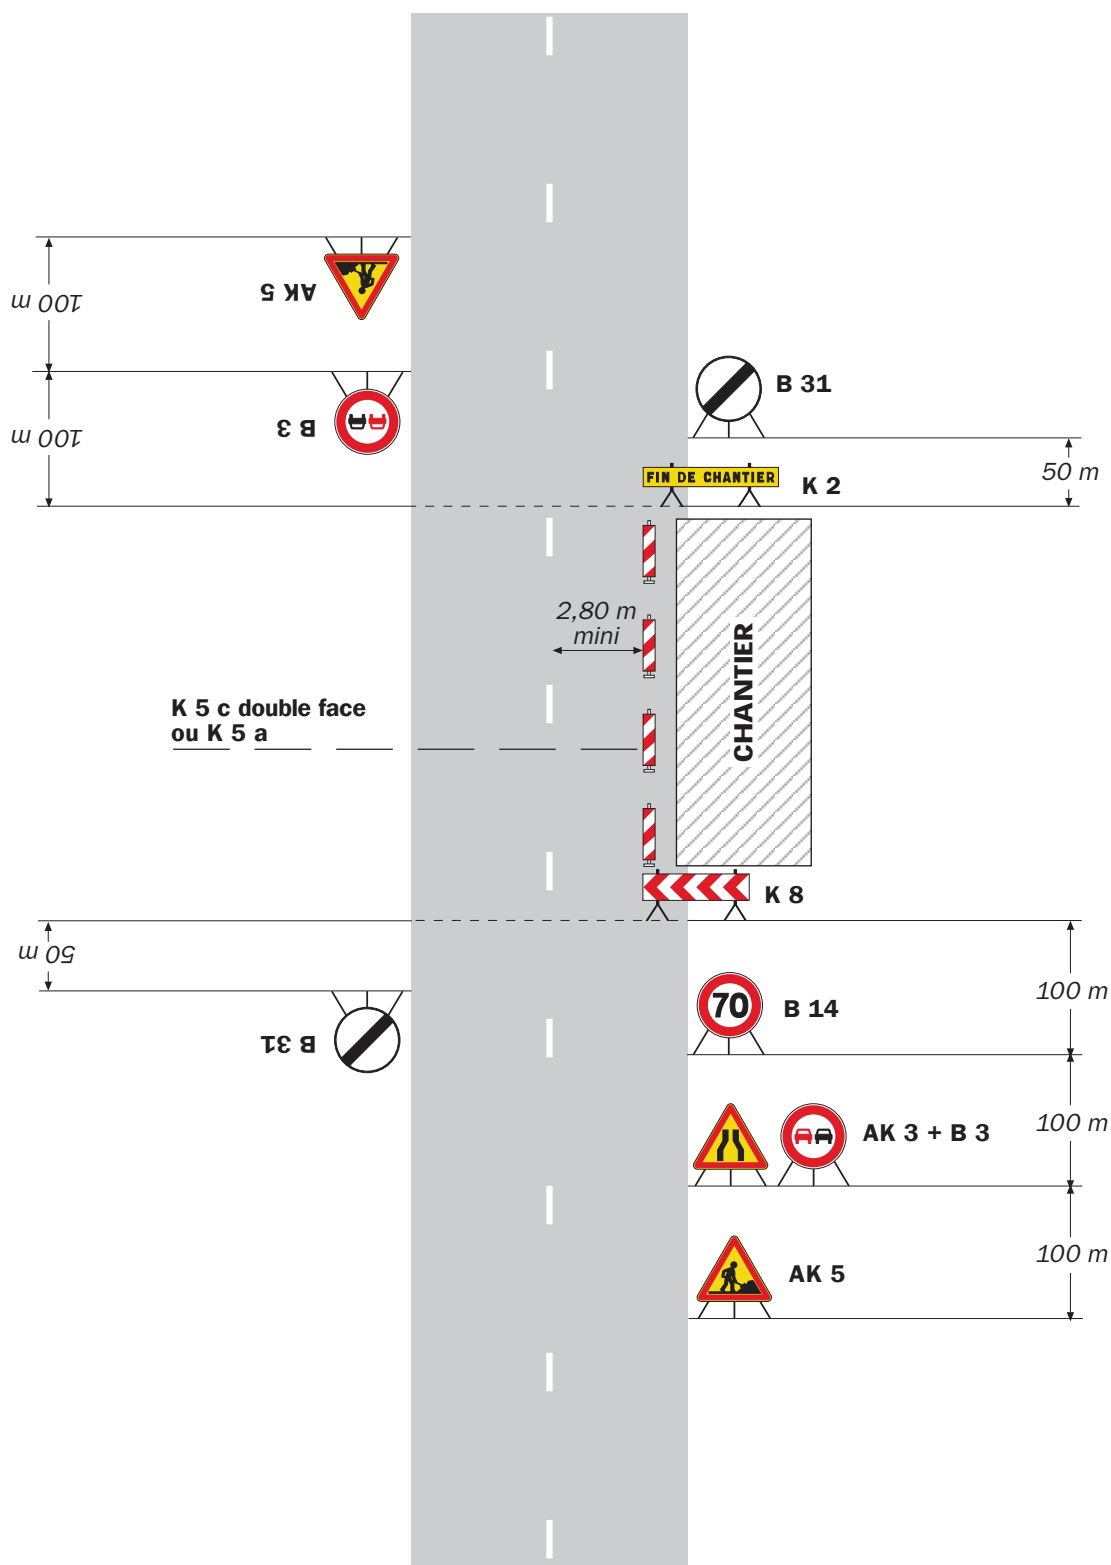 AK 5
100 m
B 3
100 m
B 31
50 m
FIN DE CHANTIER
K 2
2,80 m
mini
CHANTIER
K 5 c double face
ou K 5 a
K 8
50 m
B 31
70
B 14
100 m
AK 3 + B 3
100 m
AK 5
100 m